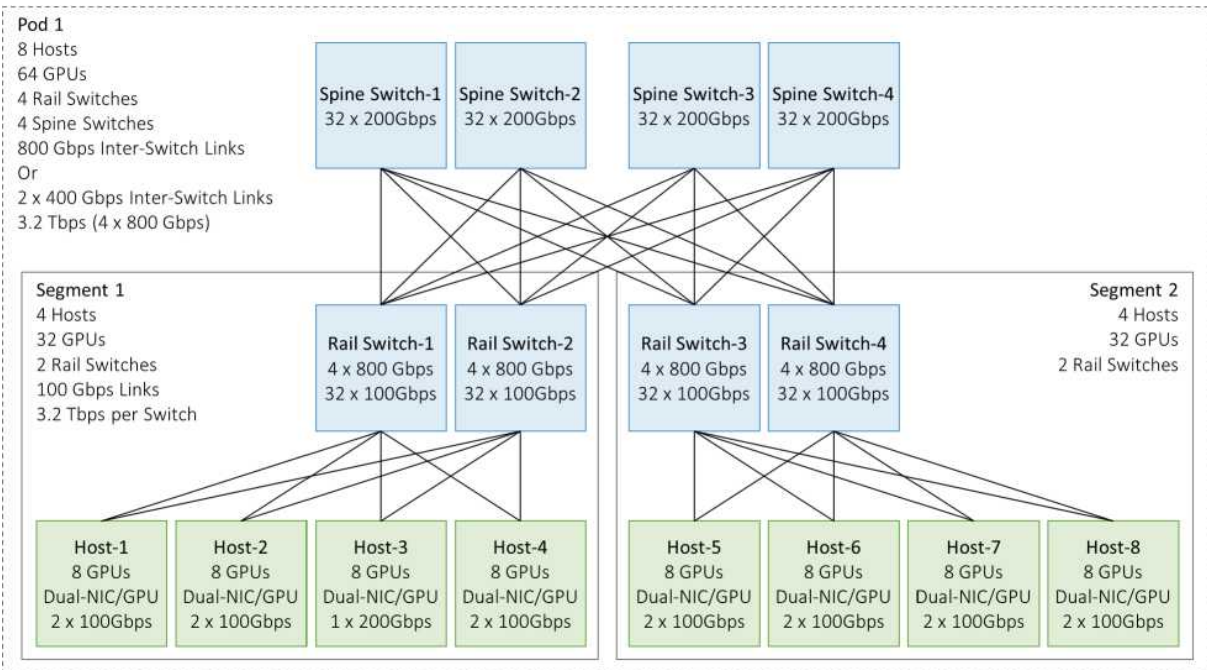 Pod 1
8 Hosts
64 GPUs
4 Rail Switches
4 Spine Switches
800 Gbps Inter-Switch Links
Or
2 x 400 Gbps Inter-Switch Links
3.2 Tbps (4 x 800 Gbps)
Spine Switch-1
32 x 200Gbps
Spine Switch-2
32 x 200Gbps
Spine Switch-3
32 x 200Gbps
Spine Switch-4
32 x 200Gbps
Segment 1
4 Hosts
32 GPUs
2 Rail Switches
100 Gbps Links
3.2 Tbps per Switch
Rail Switch-1
4 x 800 Gbps
32 x 100Gbps
Rail Switch-2
4 x 800 Gbps
32 x 100Gbps
Rail Switch-3
4 x 800 Gbps
32 x 100Gbps
Rail Switch-4
4 x 800 Gbps
32 x 100Gbps
Segment 2
4 Hosts
32 GPUs
2 Rail Switches
Host-1
8 GPUs
Dual-NIC/GPU
2 x 100Gbps
Host-2
8 GPUs
Dual-NIC/GPU
2 x 100Gbps
Host-3
8 GPUs
Dual-NIC/GPU
1 x 200Gbps
Host-4
8 GPUs
Dual-NIC/GPU
2 x 100Gbps
Host-5
8 GPUs
Dual-NIC/GPU
2 x 100Gbps
Host-6
8 GPUs
Dual-NIC/GPU
2 x 100Gbps
Host-7
8 GPUs
Dual-NIC/GPU
2 x 100Gbps
Host-8
8 GPUs
Dual-NIC/GPU
2 x 100Gbps